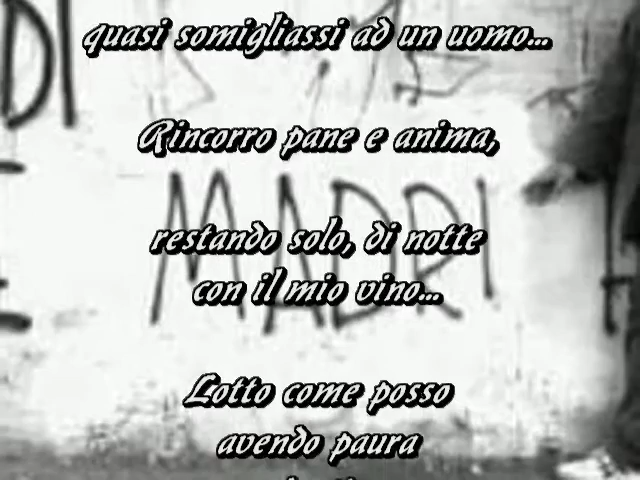 DI
quasi somigliassi ad un uomo...
Rincorro pane e anima,
MADRI
restando solo, di notte
con il mio vino...
Lotto come posso
avendo paura